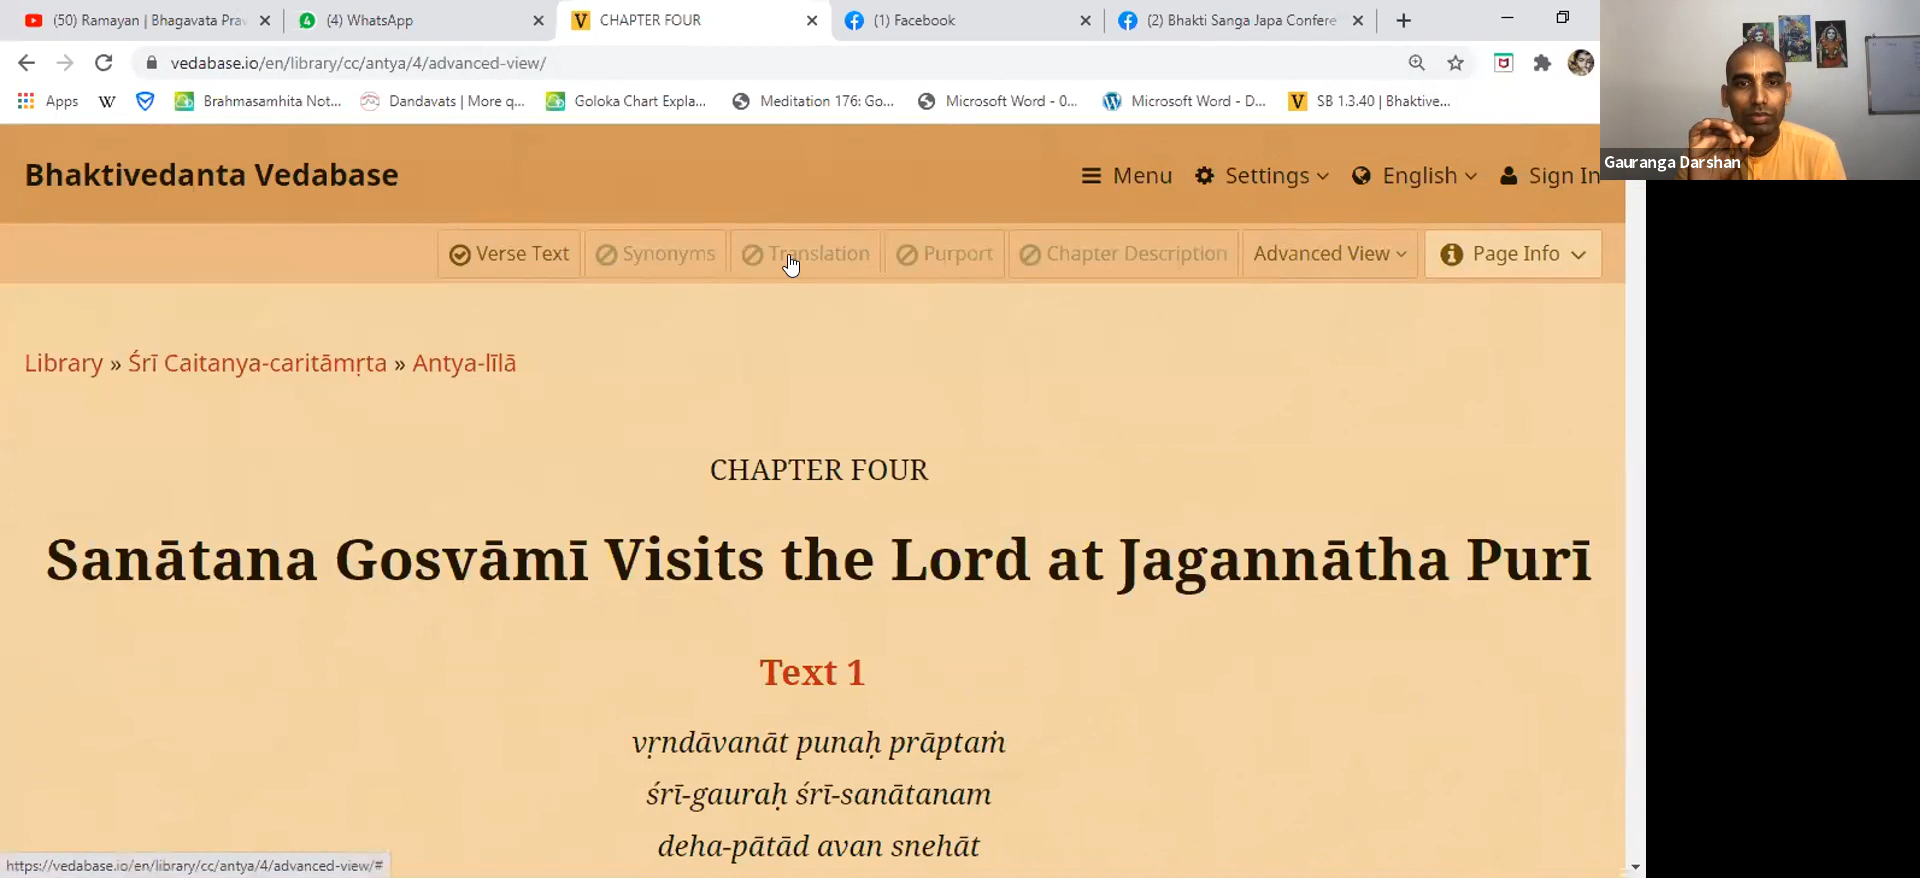 (50) Ramayan | Bhagavata Prav
(4) WhatsApp
CHAPTER FOUR
(1) Facebook
(2) Bhakti Sanga Japa Confere
vedabase.io/en/library/cc/antya/4/advanced-view/
Apps
Brahmasamhita Not...
Dandavats | More q...
Goloka Chart Expla...
Meditation 176: Go...
Microsoft Word - 0...
Microsoft Word - D...
SB 1.3.40 | Bhaktive...
Gauranga Darshan
Bhaktivedanta Vedabase
Menu
Settings
English
Sign In
Verse Text
Synonyms
Translation
Purport
Chapter Description
Advanced View
Page Info
Library » Śrī Caitanya-caritāmṛta » Antya-līlā
CHAPTER FOUR
Sanātana Gosvāmī Visits the Lord at Jagannātha Purī
Text 1
vṛndāvanāt punaḥ prāptaṁ
śrī-gauraḥ śrī-sanātanam
deha-pātād avan snehāt
https://vedabase.io/en/library/cc/antya/4/advanced-view/#